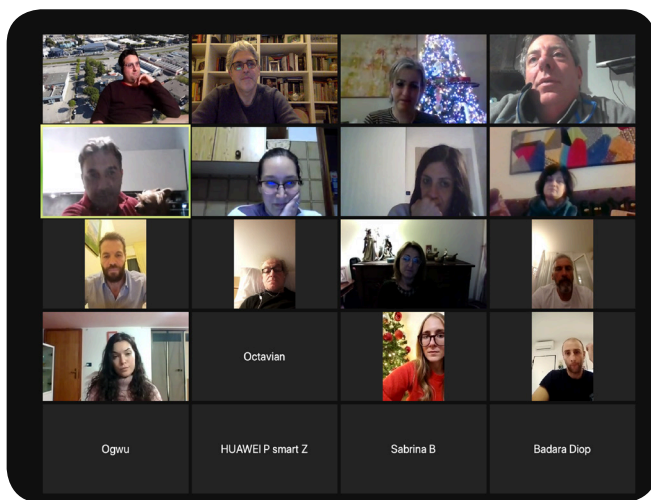 Octavian
Ogwu
HUAWEI P smart Z
Sabrina B
Badara Diop